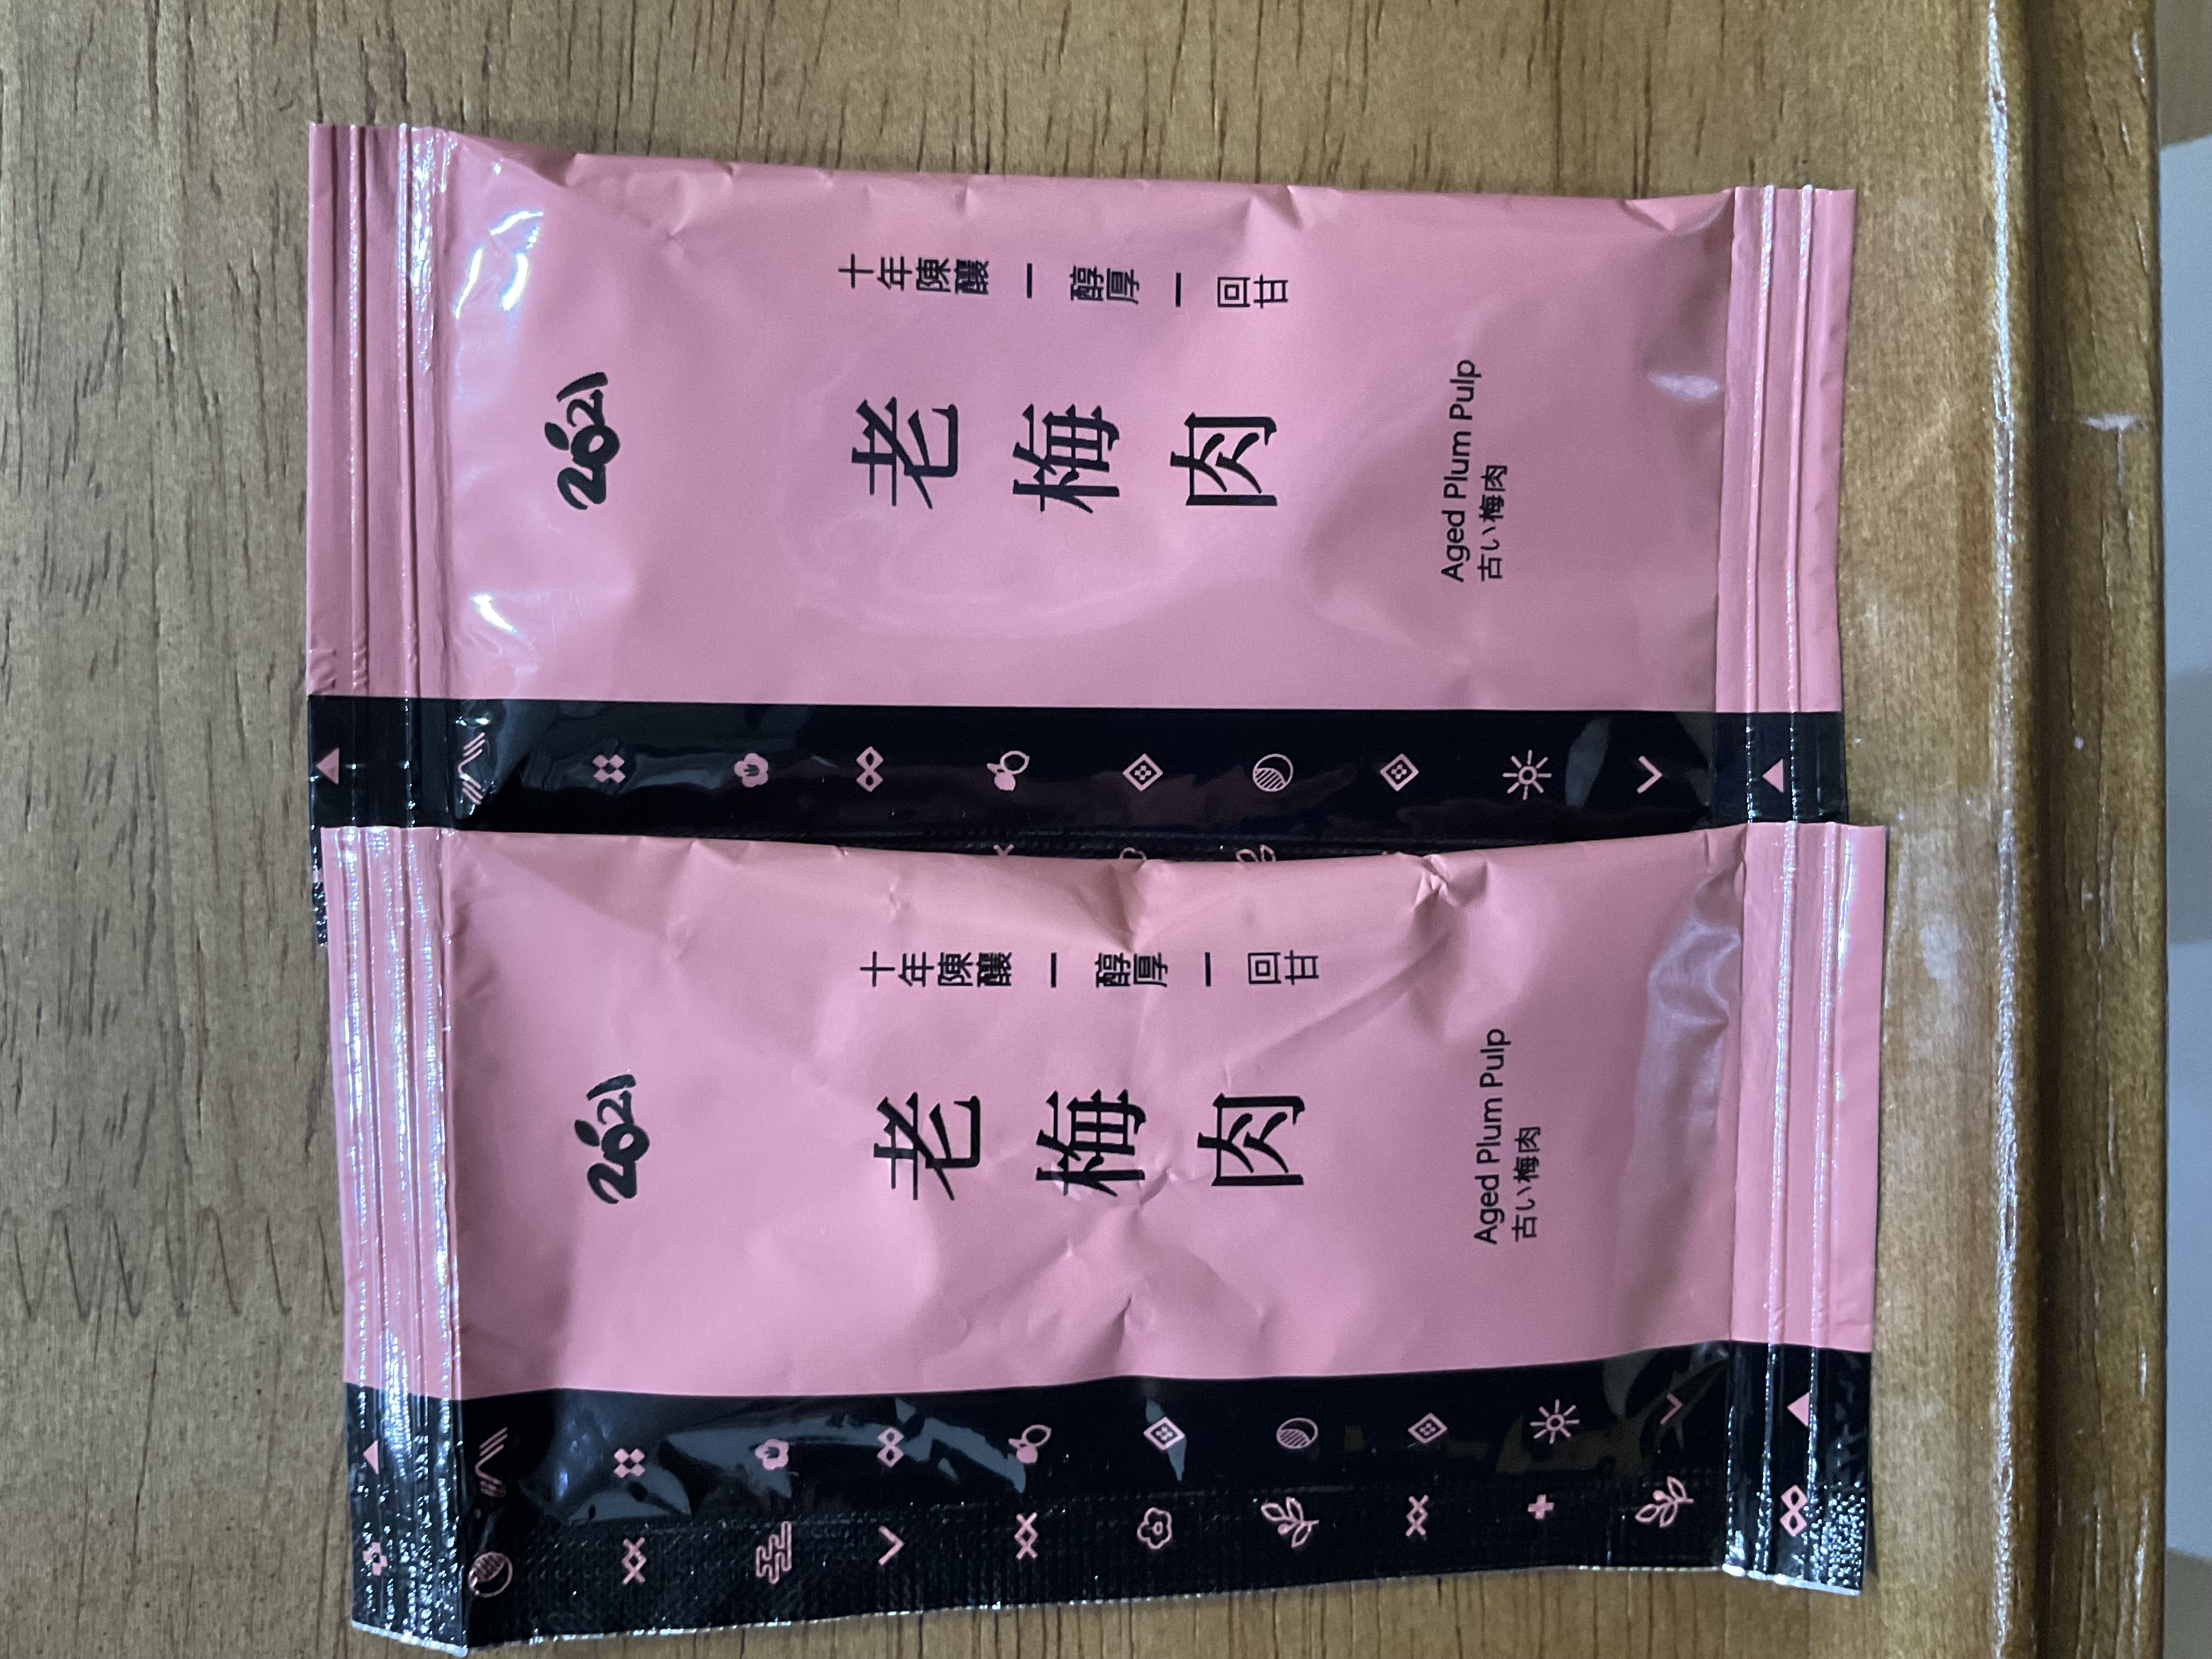 2021
十年陳釀 — 醇厚 — 回甘
老梅肉
Aged Plum Pulp
古い梅肉
2021
十年陳釀 — 醇厚 — 回甘
老梅肉
Aged Plum Pulp
古い梅肉